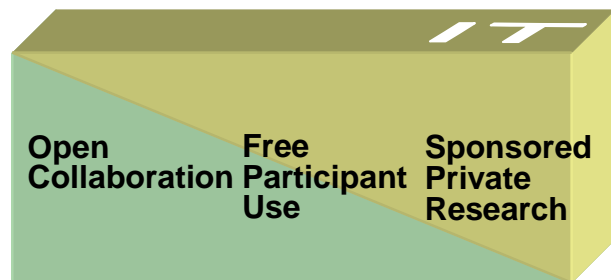 IT
Open
Collaboration
Free
Participant
Use
Sponsored
Private
Research